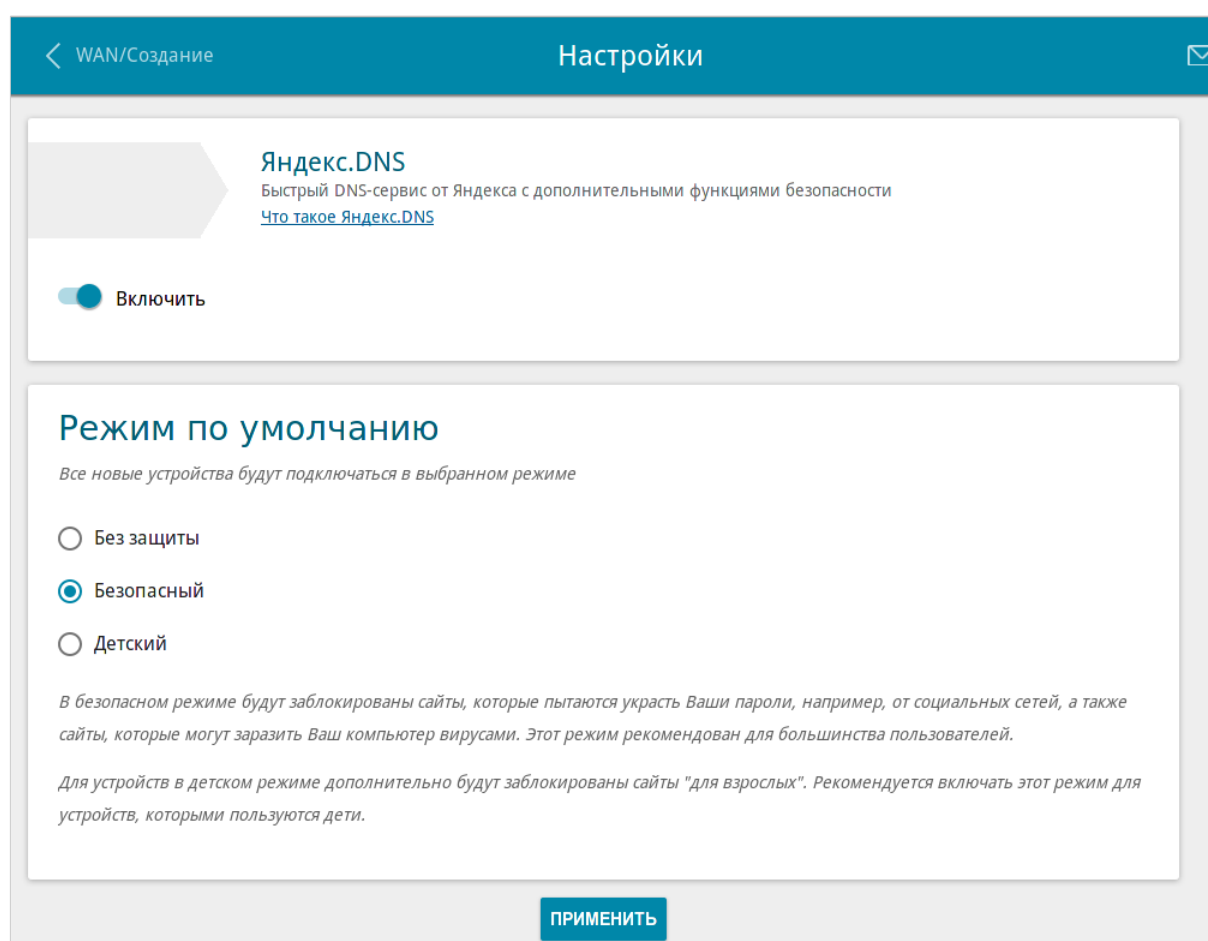 WAN/Создание
Настройки
Яндекс.DNS
Быстрый DNS-сервис от Яндекса с дополнительными функциями безопасности
Что такое Яндекс.DNS
Включить
Режим по умолчанию
Все новые устройства будут подключаться в выбранном режиме
Без защиты
Безопасный
Детский
В безопасном режиме будут заблокированы сайты, которые пытаются украсть Ваши пароли, например, от социальных сетей, а также
сайты, которые могут заразить Ваш компьютер вирусами. Этот режим рекомендован для большинства пользователей.
Для устройств в детском режиме дополнительно будут заблокированы сайты "для взрослых". Рекомендуется включать этот режим для
устройств, которыми пользуются дети.
ПРИМЕНИТЬ